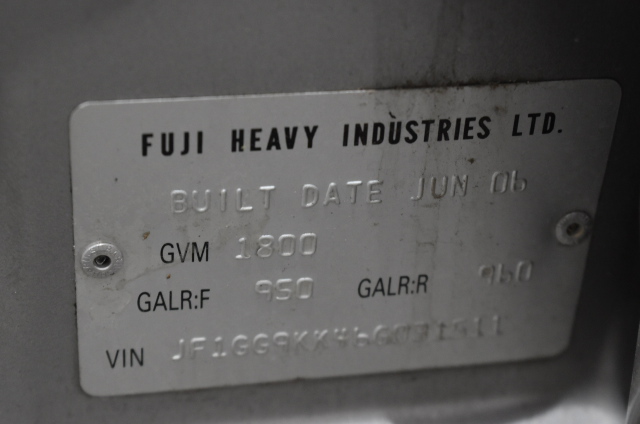 FUJI HEAVY INDUSTRIES LTD.
BUILT DATE JUN 06
GVM 1800
GALR:F 950 GALR:R 960
VIN